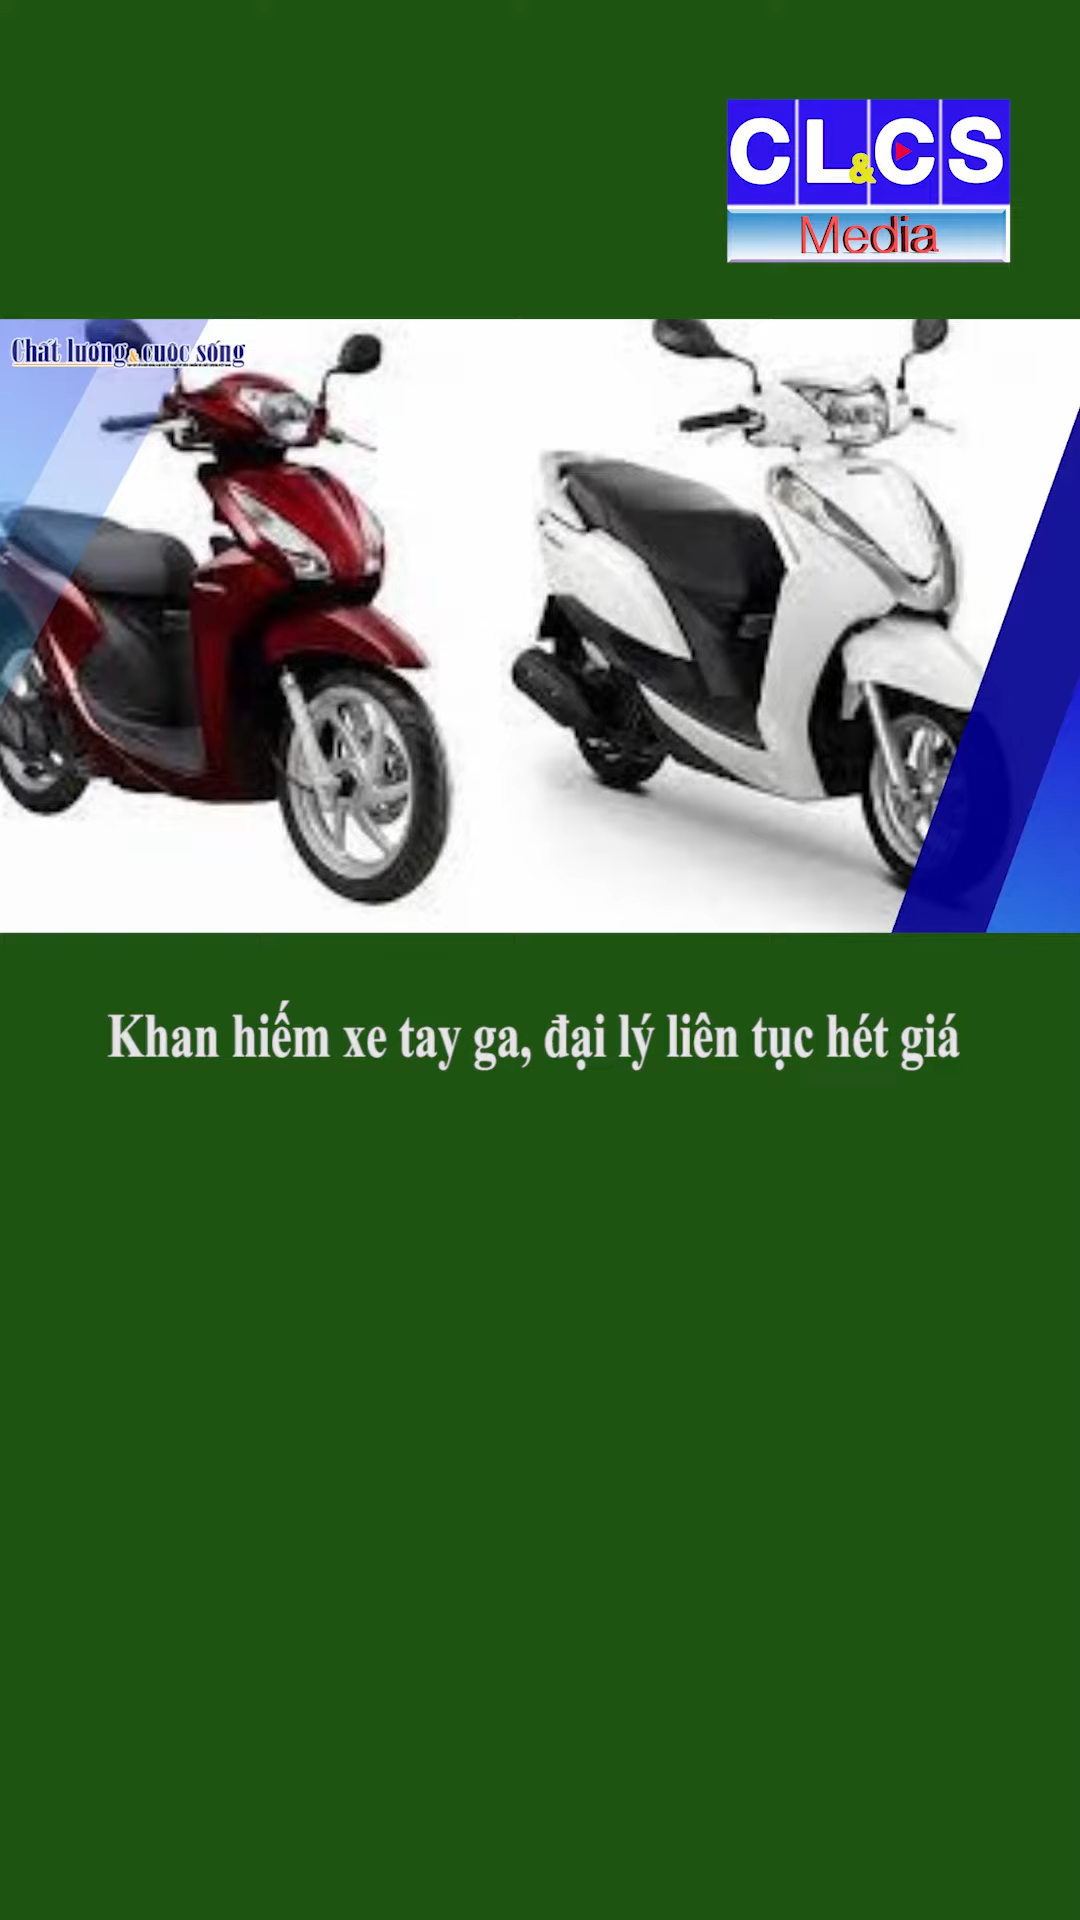 CL&CS
Media
Chất lượng & cuộc sống
Khan hiếm xe tay ga, đại lý liên tục hét giá